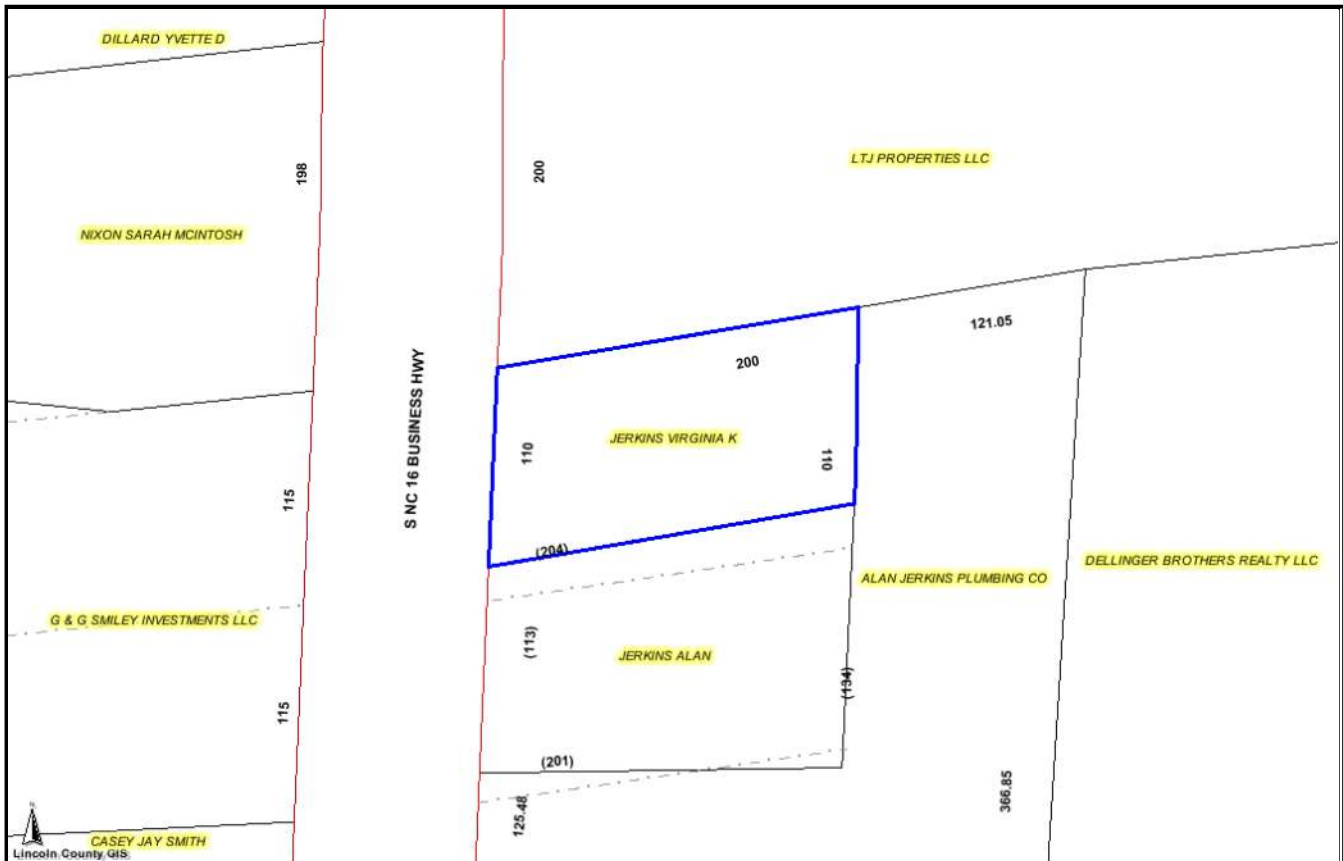 DILLARD YVETTE D
LTJ PROPERTIES LLC
198
200
NIXON SARAH MCINTOSH
121.05
200
S NC 16 BUSINESS HWY
JERKINS VIRGINIA K
110
110
115
(204)
ALAN JERKINS PLUMBING CO
DELLINGER BROTHERS REALTY LLC
G & G SMILEY INVESTMENTS LLC
(113)
JERKINS ALAN
(134)
115
(201)
125.48
366.85
CASEY JAY SMITH
Lincoln County GIS